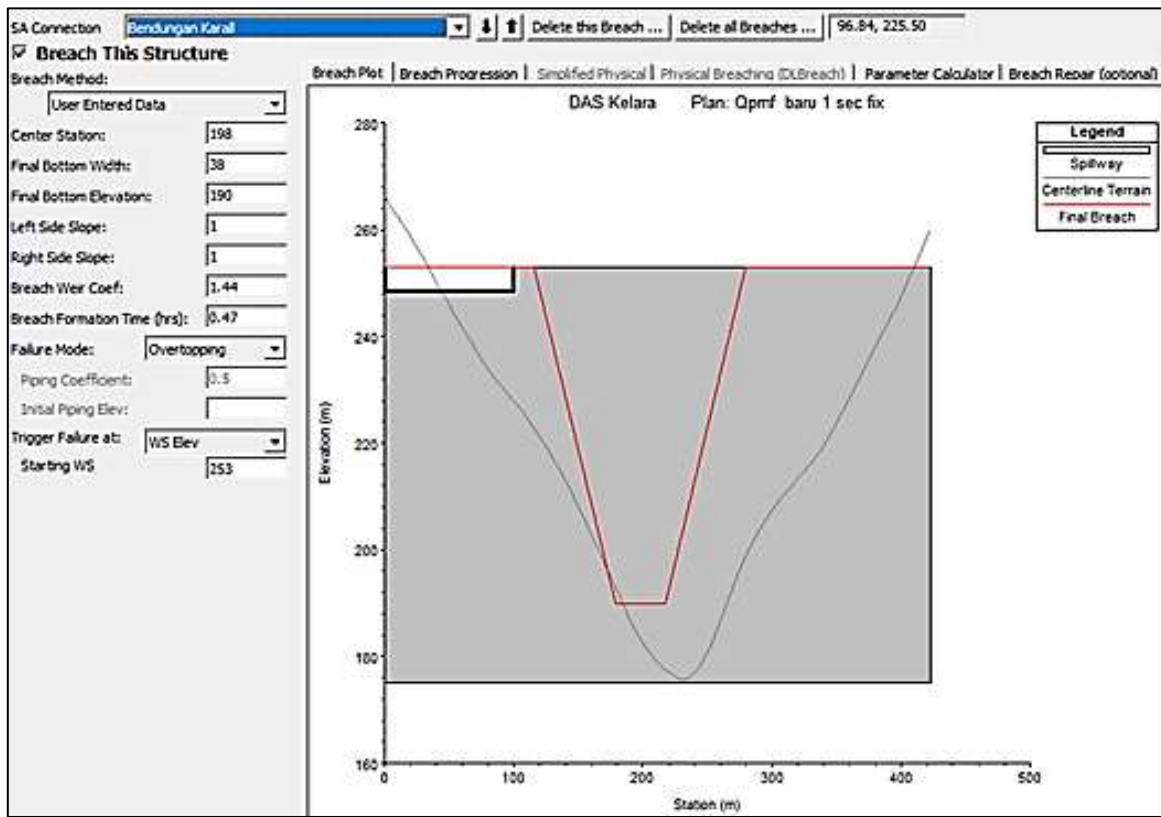 SA Connection Bendungan Karall Delete this Breach ... Delete all Breaches ... 96.84, 225.50
Breach This Structure
Breach Method:
User Entered Data
Center Station: 198
Final Bottom Width: 38
Final Bottom Elevation: 190
Left Side Slope: 1
Right Side Slope: 1
Breach Weir Coef: 1.44
Breach Formation Time (hrs): 0.47
Failure Mode: Overtopping
Piping Coefficient: 0.5
Initial Piping Elev:
Trigger Failure at: WS Elev
Starting WS 253
Breach Plot Breach Progression Simplified Physical Physical Breaching (DLBreach) Parameter Calculator Breach Repair (optional)
DAS Kelara Plan: Qpmf baru 1 sec fix
Legend
Spillway
Centerline Terrain
Final Breach
Elevation (m)
280
260
240
220
200
180
160
0 100 200 300 400 500
Station (m)